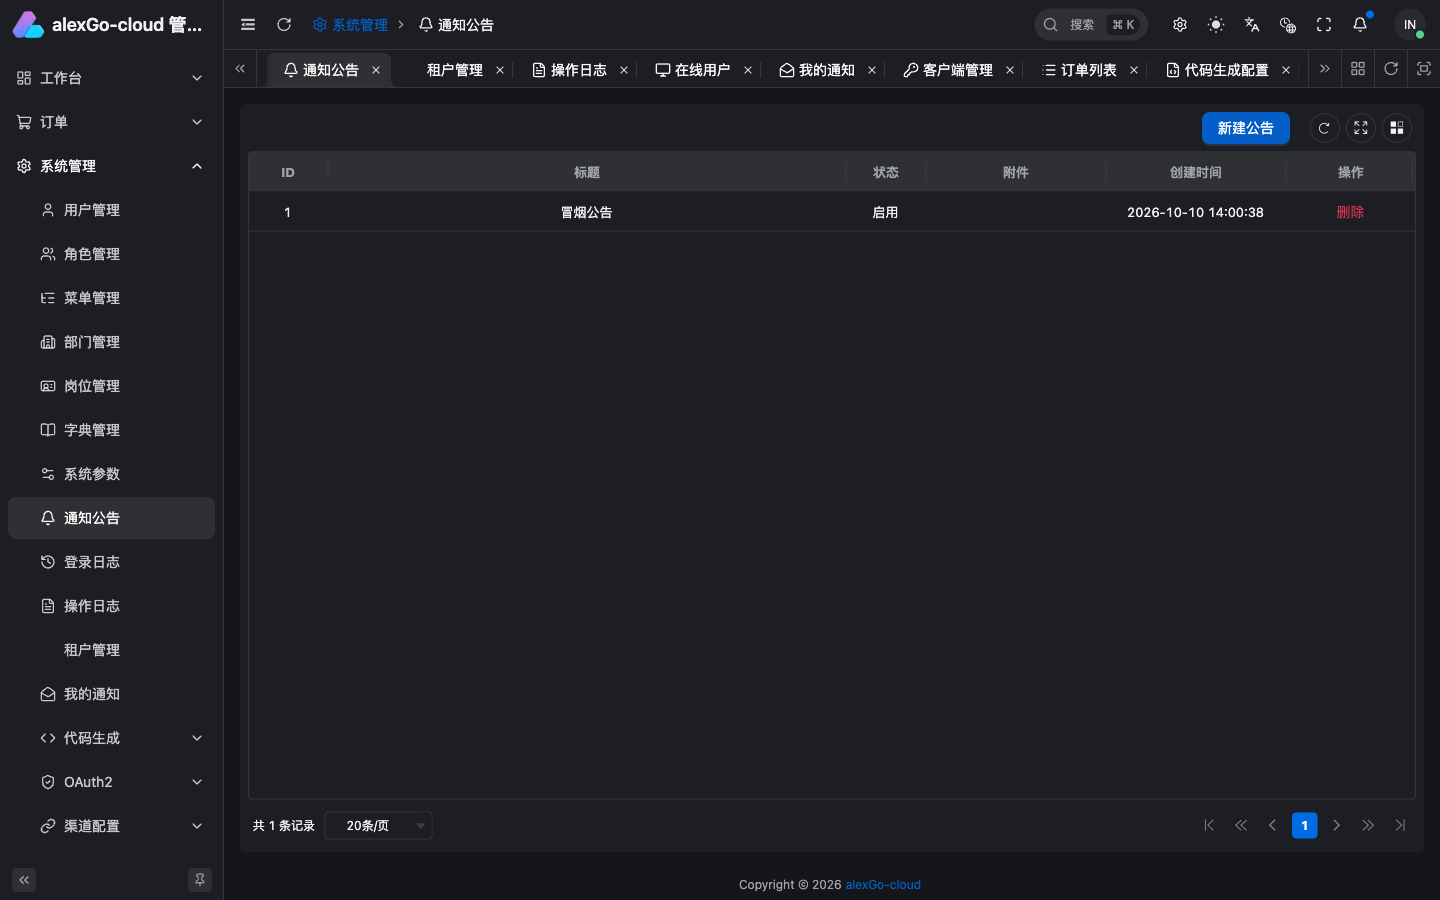 alexGo-cloud 管...
系统管理
通知公告
搜索
⌘ K
IN
通知公告
租户管理
操作日志
在线用户
我的通知
客户端管理
订单列表
代码生成配置
工作台
订单
系统管理
用户管理
角色管理
菜单管理
部门管理
岗位管理
字典管理
系统参数
通知公告
登录日志
操作日志
租户管理
我的通知
代码生成
OAuth2
渠道配置
新建公告
ID 标题 状态 附件 创建时间 操作
1 冒烟公告 启用 2026-10-10 14:00:38 删除
共 1 条记录
20条/页
1
Copyright © 2026 alexGo-cloud